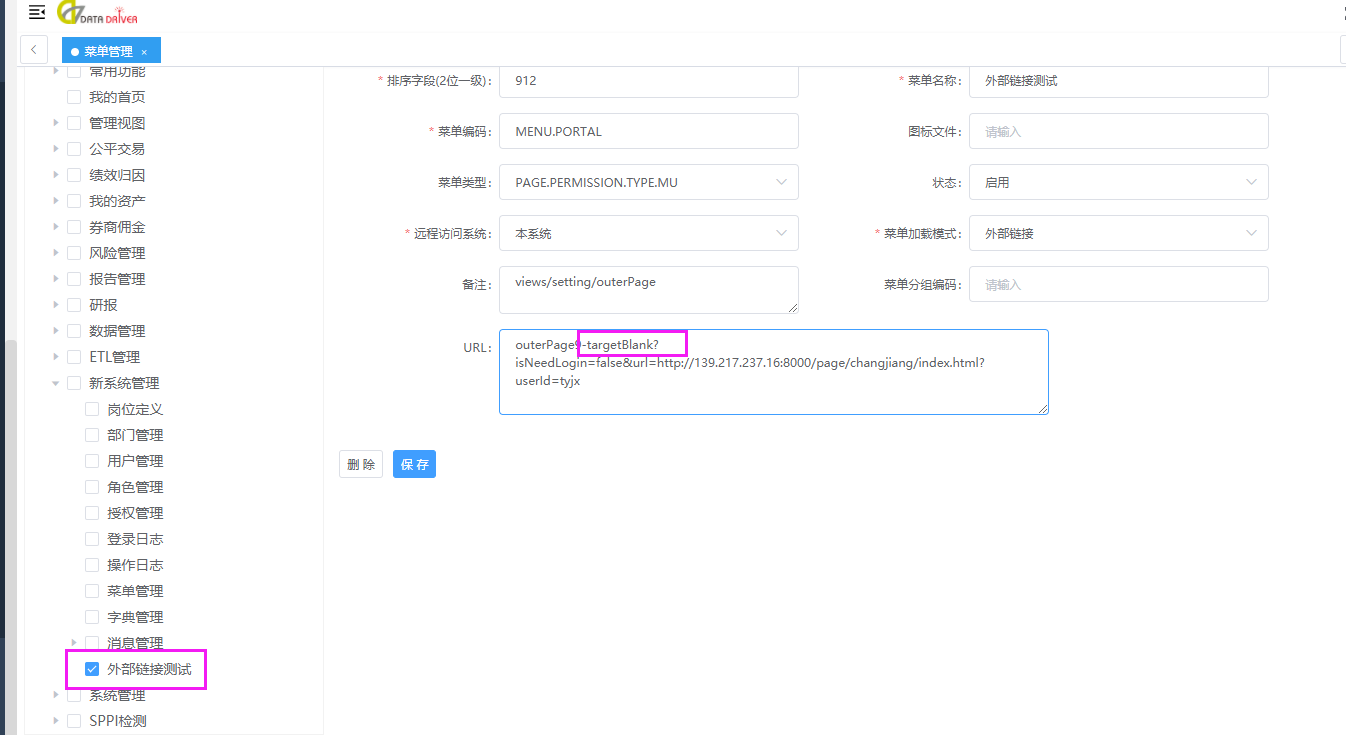 DATA DRIVER
菜单管理 ×
常用功能
我的首页
管理视图
公平交易
绩效归因
我的资产
券商佣金
风险管理
报告管理
研报
数据管理
ETL管理
新系统管理
岗位定义
部门管理
用户管理
角色管理
授权管理
登录日志
操作日志
菜单管理
字典管理
消息管理
外部链接测试
系统管理
SPPI检测
* 排序字段(2位一级): 912
* 菜单名称: 外部链接测试
* 菜单编码: MENU.PORTAL
图标文件: 请输入
菜单类型: PAGE.PERMISSION.TYPE.MU
状态: 启用
* 远程访问系统: 本系统
* 菜单加载模式: 外部链接
备注: views/setting/outerPage
菜单分组编码: 请输入
URL: outerPage9-targetBlank?
isNeedLogin=false&url=http://139.217.237.16:8000/page/changjiang/index.html?
userId=tyjx
删 除 保 存